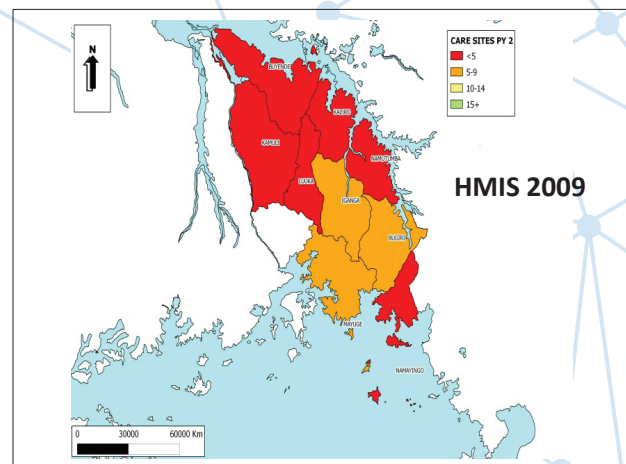 N
CARE SITES PY 2
<5
5-9
10-14
15+
BUYENDE
KALIRO
KAMULI
NAMUTUMBA
LUUKA
IGANGA
BUGIRI
HMIS 2009
MAYUGE
NAMAYINGO
0 30000 60000 Km